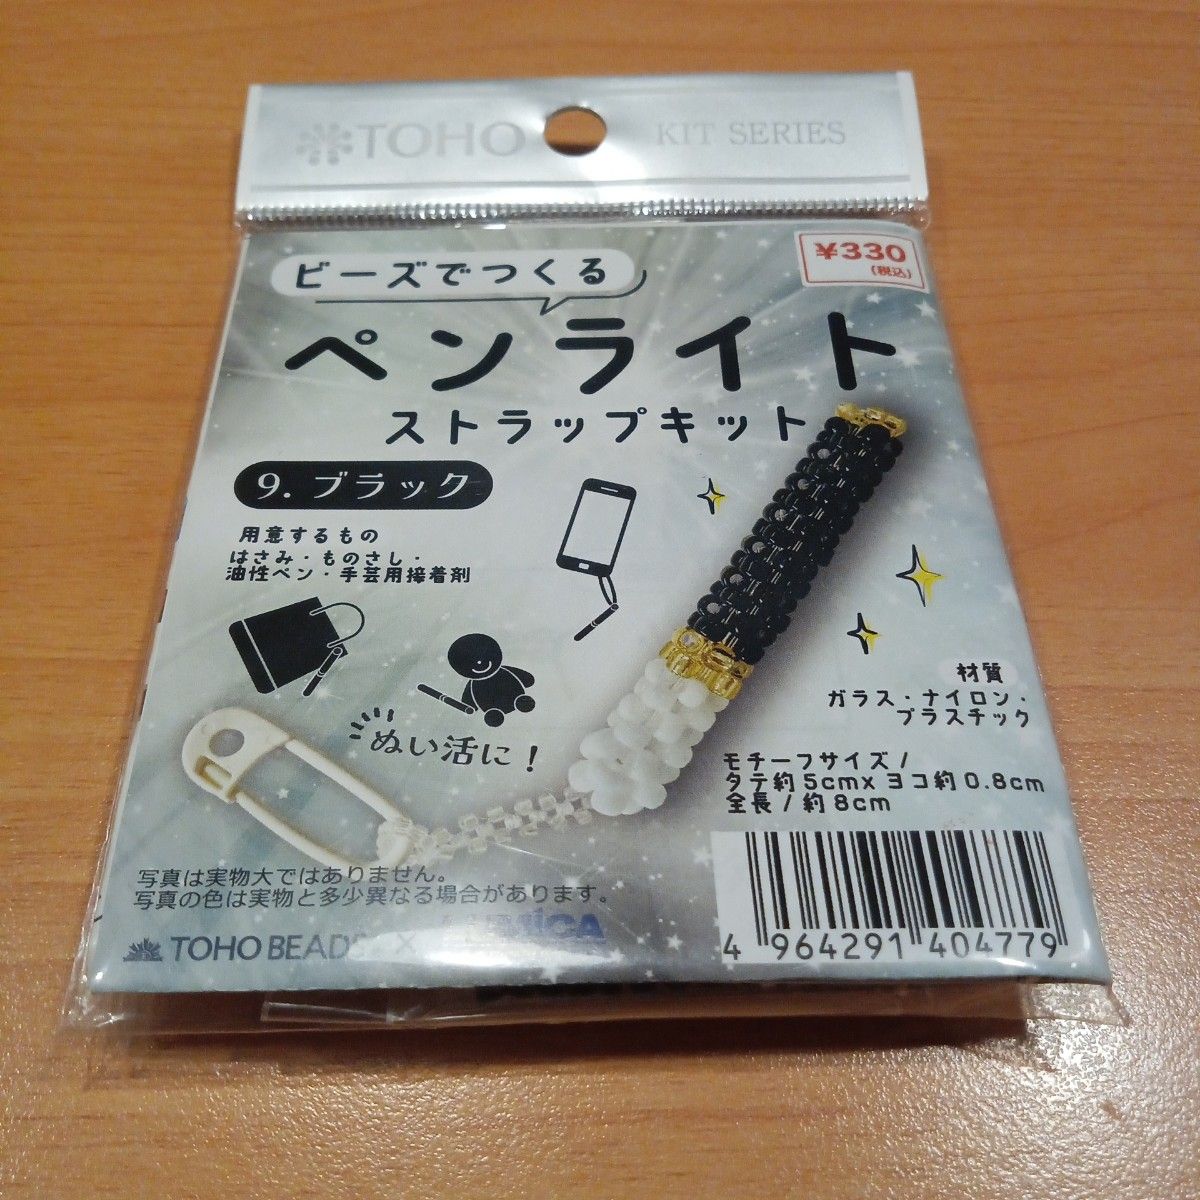 TOHO KIT SERIES
¥330
(税込)
ビーズでつくる
ペンライト
ストラップキット
9. ブラック
用意するもの
はさみ・ものさし・
油性ペン・手芸用接着剤
ぬい活に!
材質
ガラス・ナイロン・
プラスチック
モチーフサイズ/
タテ約5cmx ヨコ約0.8cm
全長/約8cm
写真は実物大ではありません。
写真の色は実物と多少異なる場合があります。
TOHO BEADS X
4 964291 404779